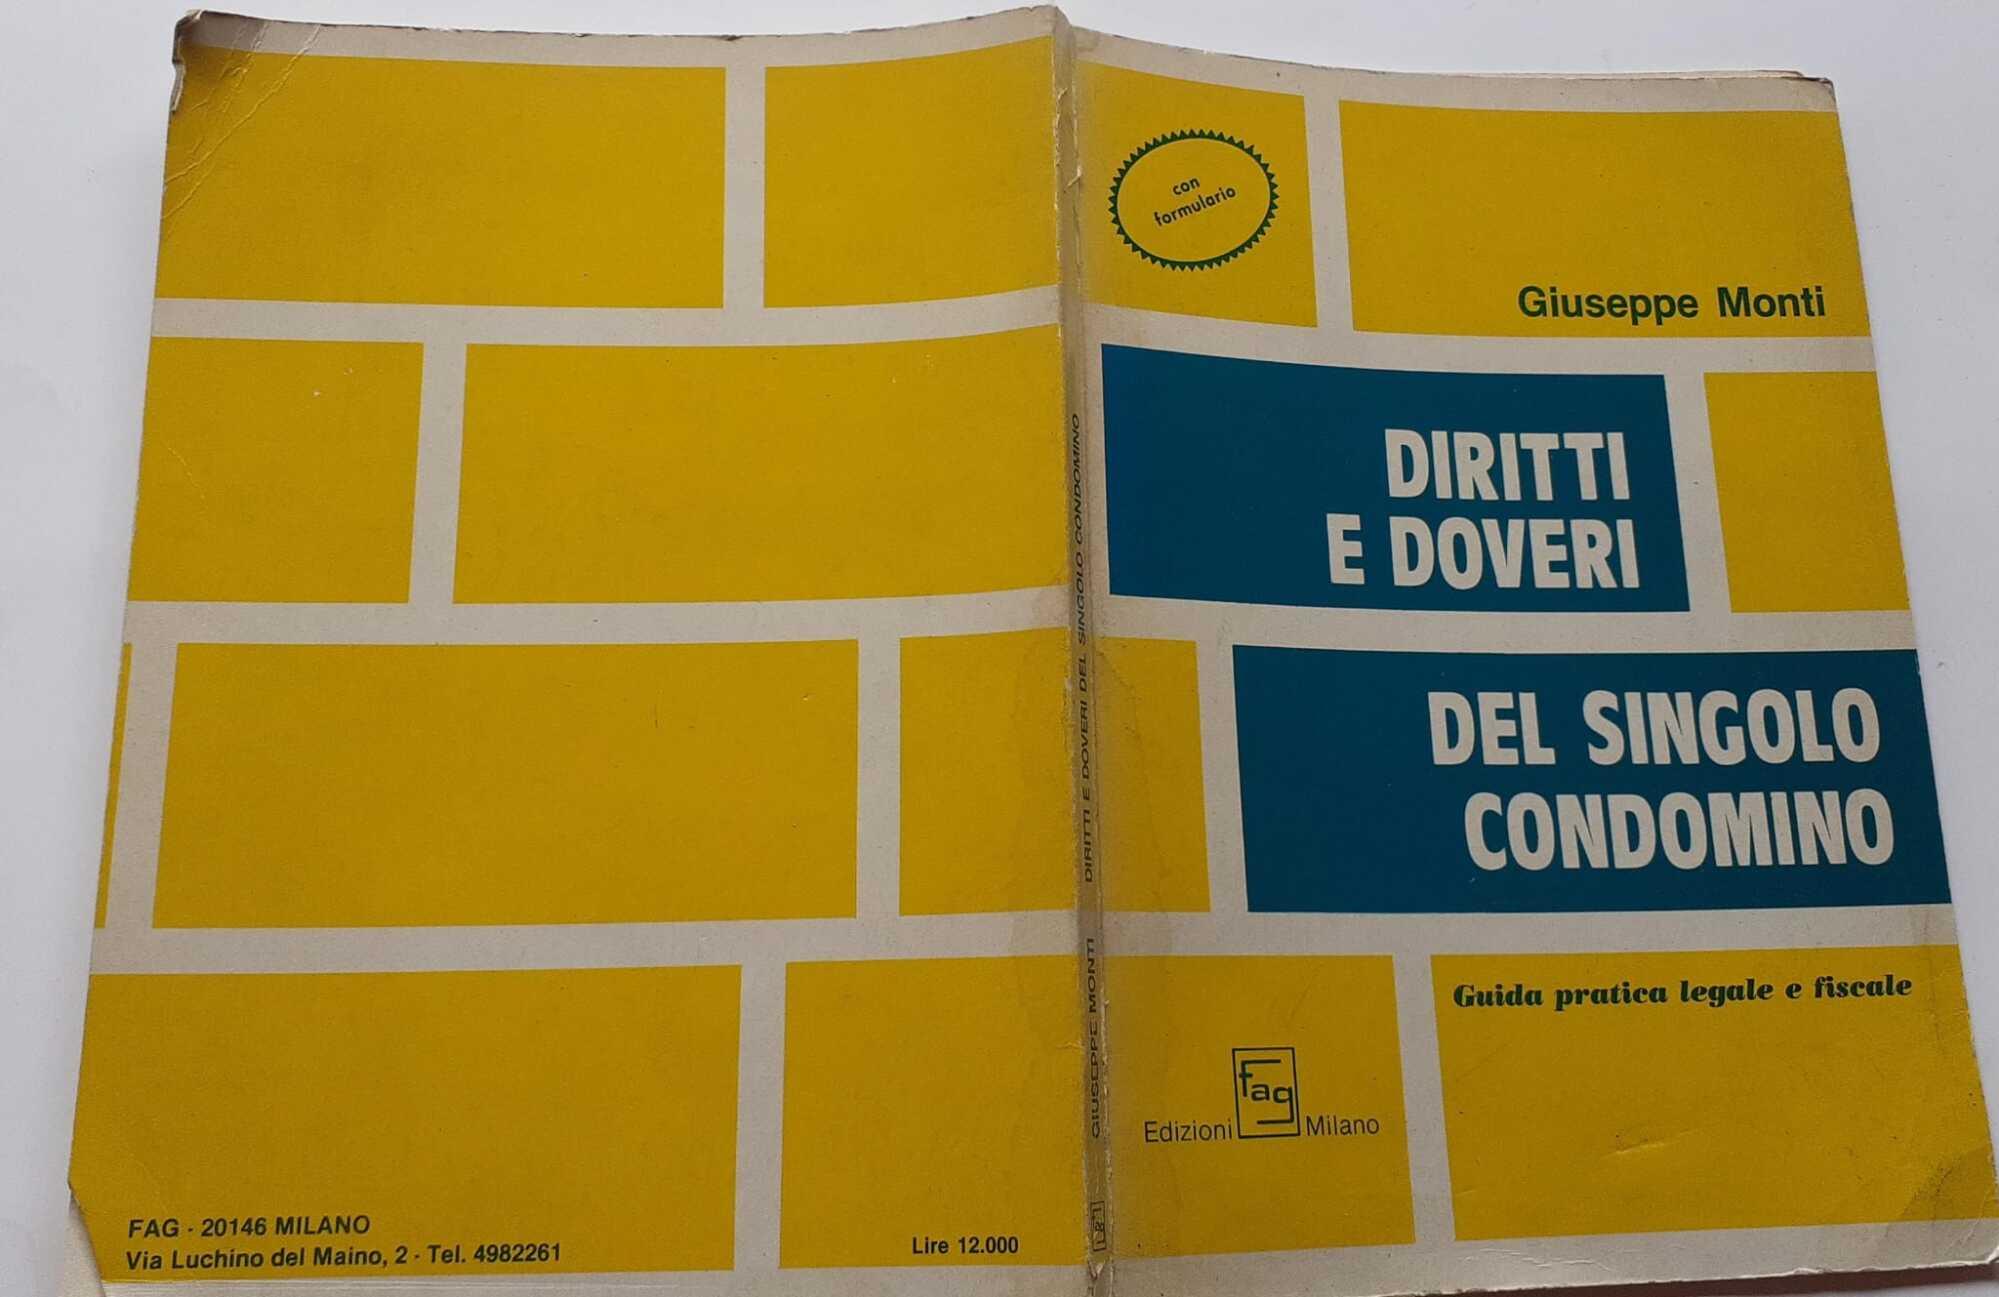 con
formulario
Giuseppe Monti
DIRITTI
E DOVERI
DEL SINGOLO
CONDOMINO
Guida pratica legale e fiscale
Edizioni fag Milano
GIUSEPPE MONTI DIRITTI E DOVERI DEL SINGOLO CONDOMINO
FAG - 20146 MILANO
Via Luchino del Maino, 2 - Tel. 4982261
Lire 12.000